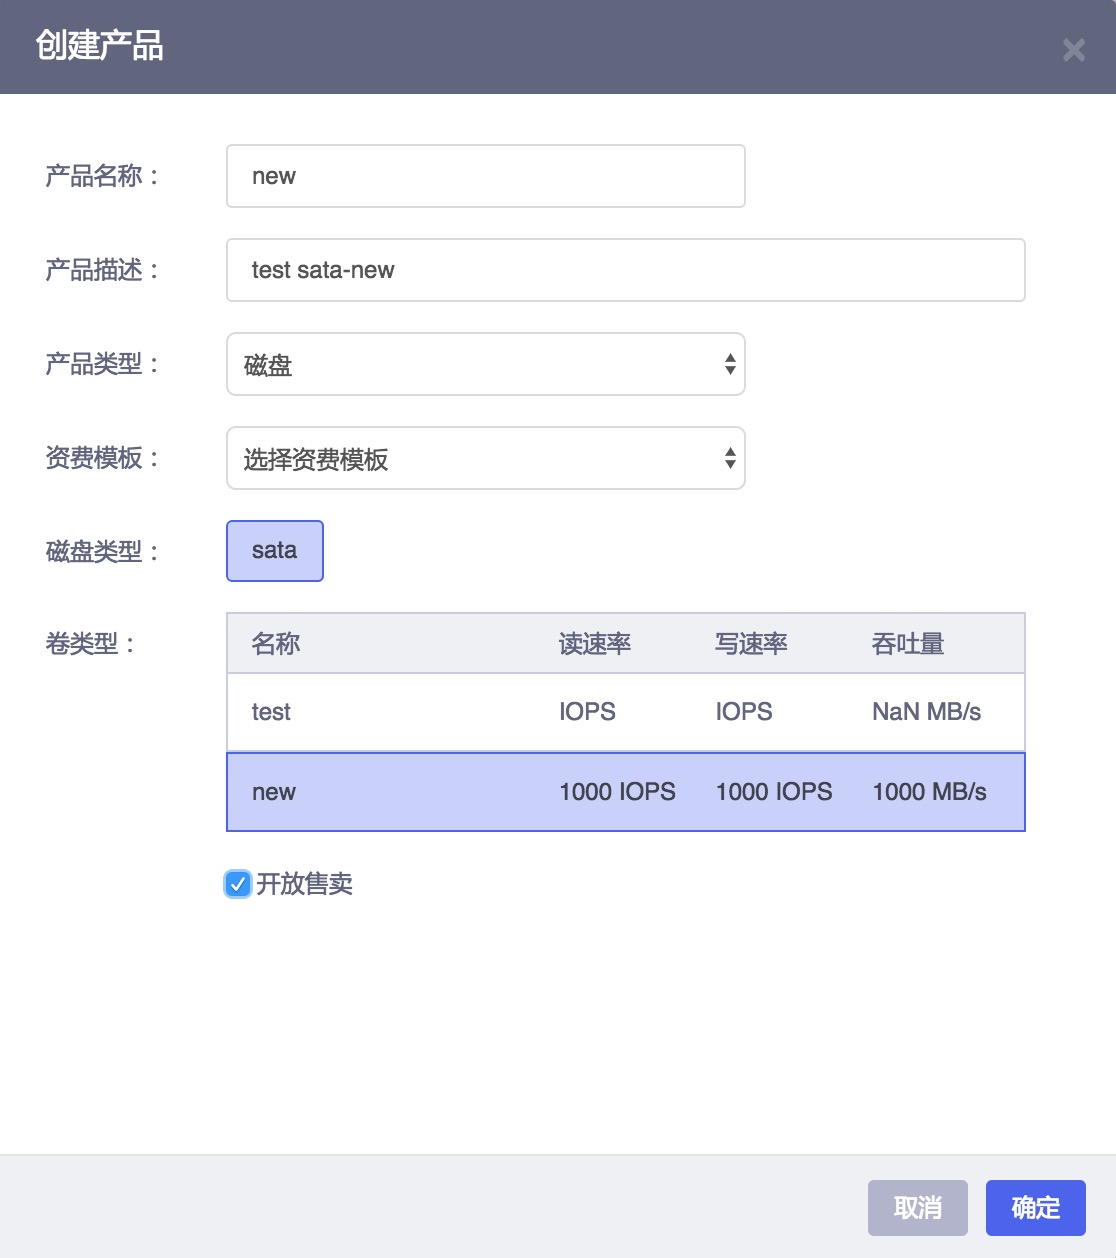 创建产品
产品名称：
new
产品描述：
test sata-new
产品类型：
磁盘
资费模板：
选择资费模板
磁盘类型：
sata
卷类型：
名称 读速率 写速率 吞吐量
test IOPS IOPS NaN MB/s
new 1000 IOPS 1000 IOPS 1000 MB/s
开放售卖
取消 确定